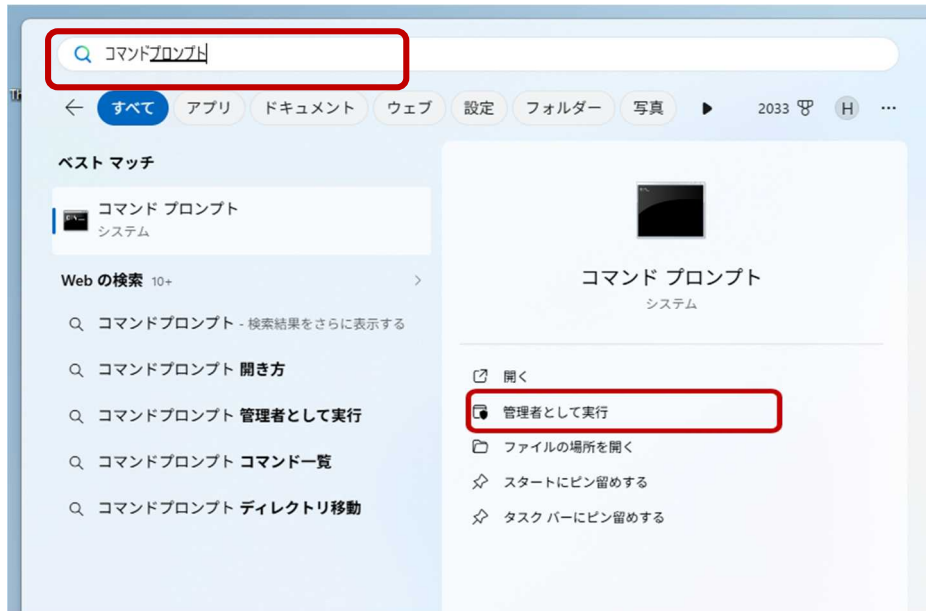 コマンドプロンプト
すべて アプリ ドキュメント ウェブ 設定 フォルダー 写真 2033 H ...
ベスト マッチ
コマンド プロンプト
システム
Web の検索 10+
コマンドプロンプト - 検索結果をさらに表示する
コマンドプロンプト 開き方
コマンドプロンプト 管理者として実行
コマンドプロンプト コマンド一覧
コマンドプロンプト ディレクトリ移動
コマンド プロンプト
システム
開く
管理者として実行
ファイルの場所を開く
スタートにピン留めする
タスク バーにピン留めする